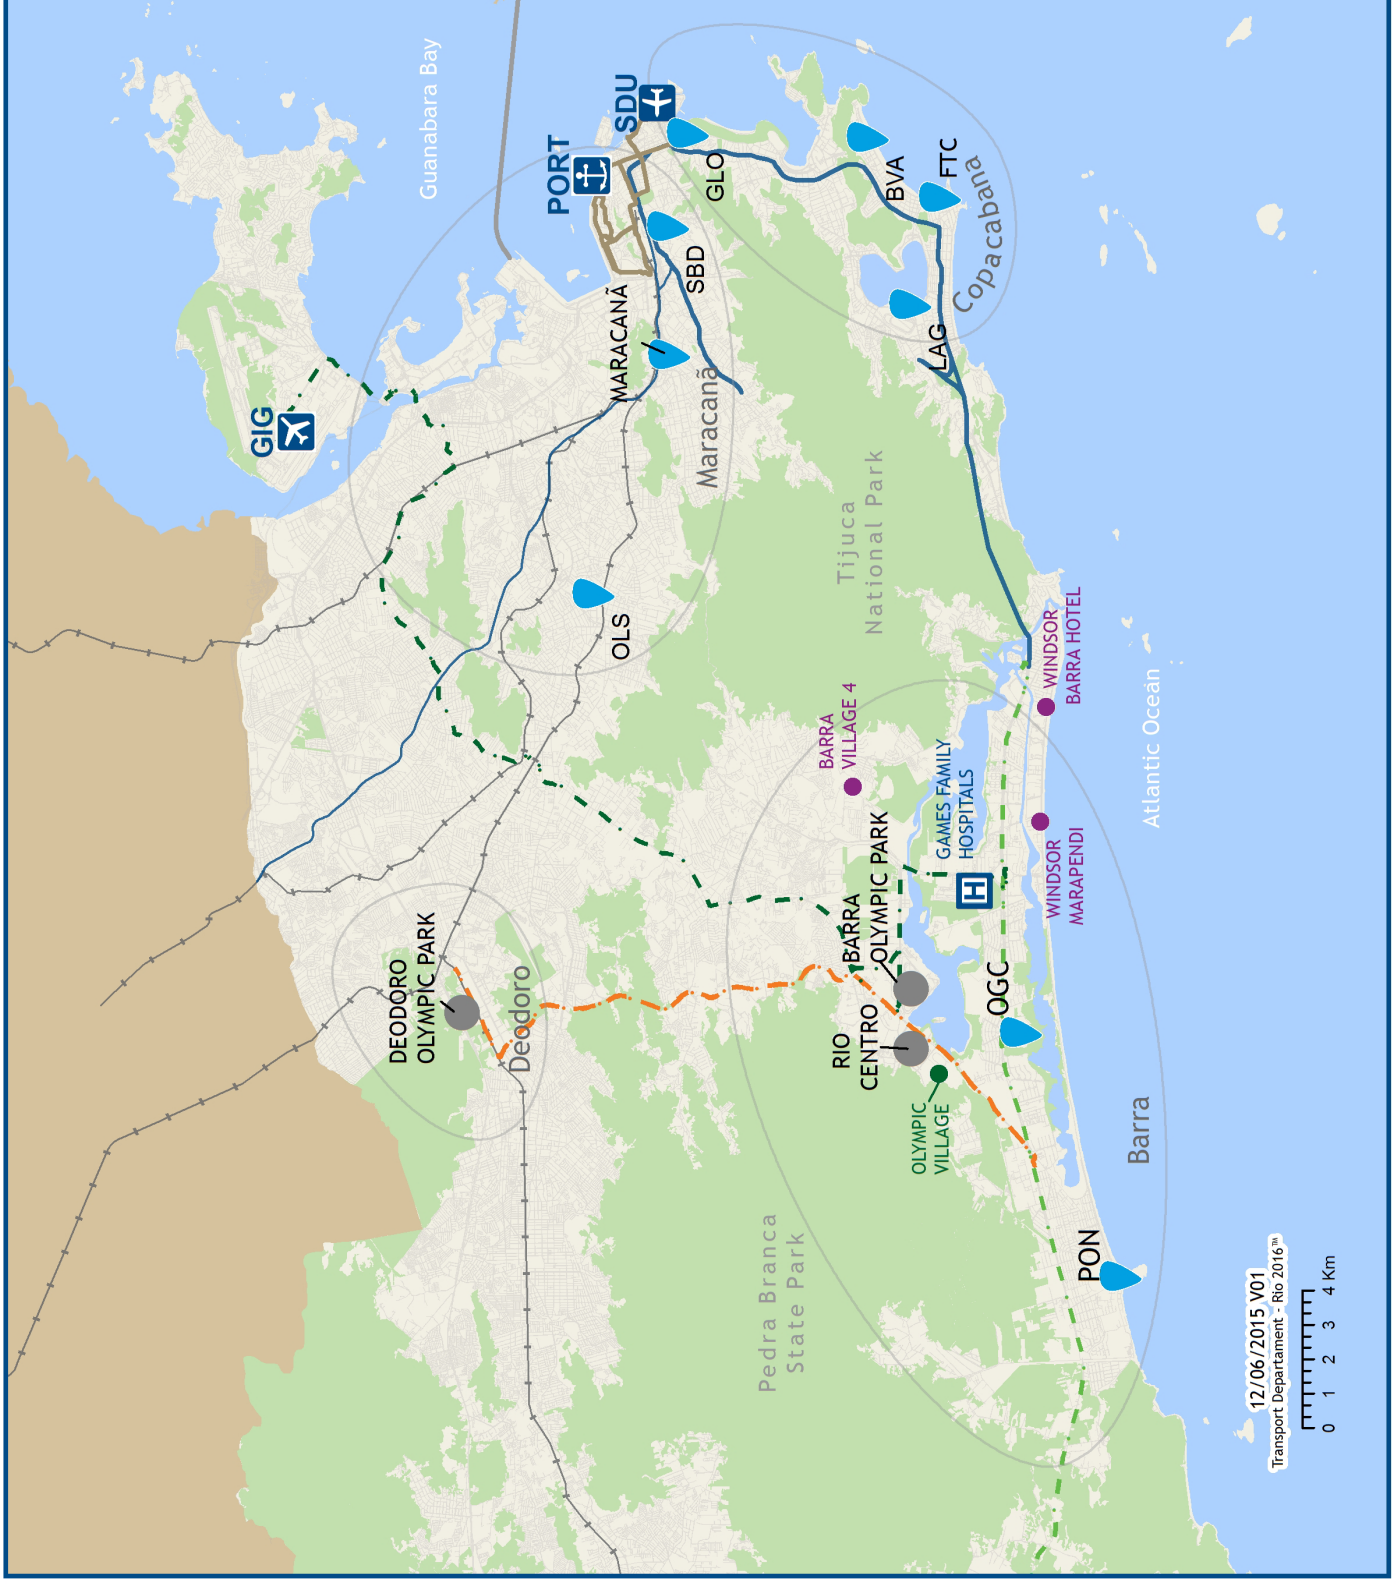 Guanabara Bay
GIG
PORT
SDU
GLO
SBD
MARACANÃ
Maracanã
BVA
FTC
Copacabana
LAG
OLS
Tijuca
National Park
BARRA
VILLAGE 4
WINDSOR
BARRA HOTEL
GAMES FAMILY
HOSPITALS
H
WINDSOR
MARAPENDI
Atlantic Ocean
DEODORO
OLYMPIC PARK
Deodoro
BARRA
OLYMPIC PARK
RIO
CENTRO
OLYMPIC
VILLAGE
OGC
Barra
PON
Pedra Branca
State Park
12/06/2015 V01
Transport Departament - Rio 2016™
0 1 2 3 4 Km